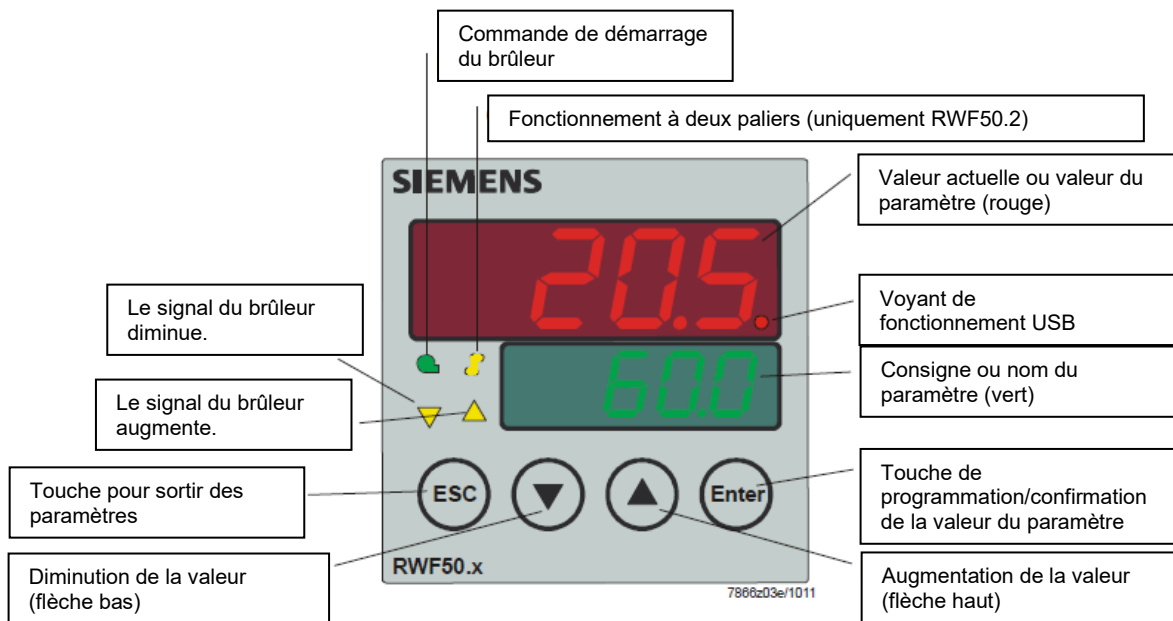 Commande de démarrage
du brûleur
Fonctionnement à deux paliers (uniquement RWF50.2)
SIEMENS
Valeur actuelle ou valeur du
paramètre (rouge)
20.5
Le signal du brûleur
diminue.
Voyant de
fonctionnement USB
60.0
Consigne ou nom du
paramètre (vert)
Le signal du brûleur
augmente.
Touche pour sortir des
paramètres
ESC
Enter
Touche de
programmation/confirmation
de la valeur du paramètre
Diminution de la valeur
(flèche bas)
RWF50.x
7866z03e/1011
Augmentation de la valeur
(flèche haut)